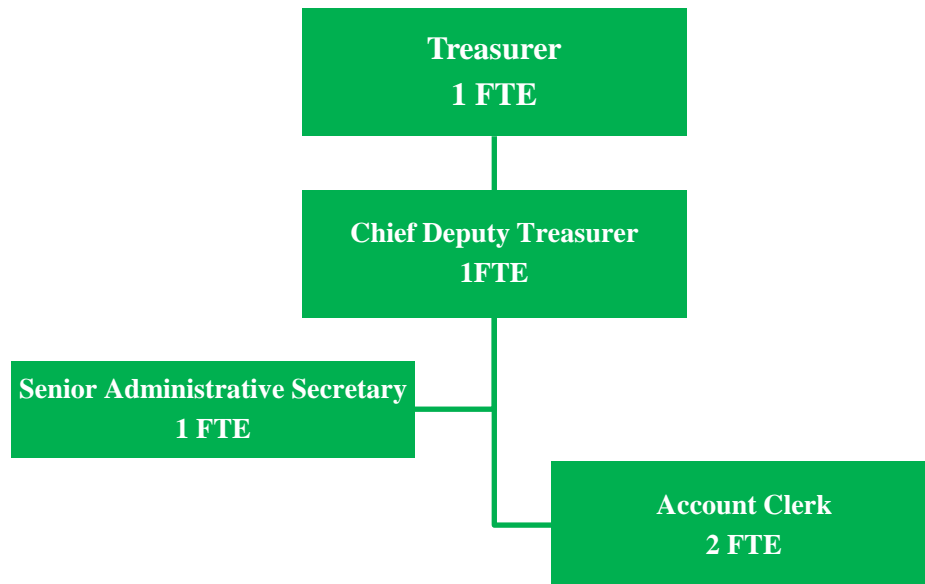 Treasurer
1 FTE
Chief Deputy Treasurer
1FTE
Senior Administrative Secretary
1 FTE
Account Clerk
2 FTE